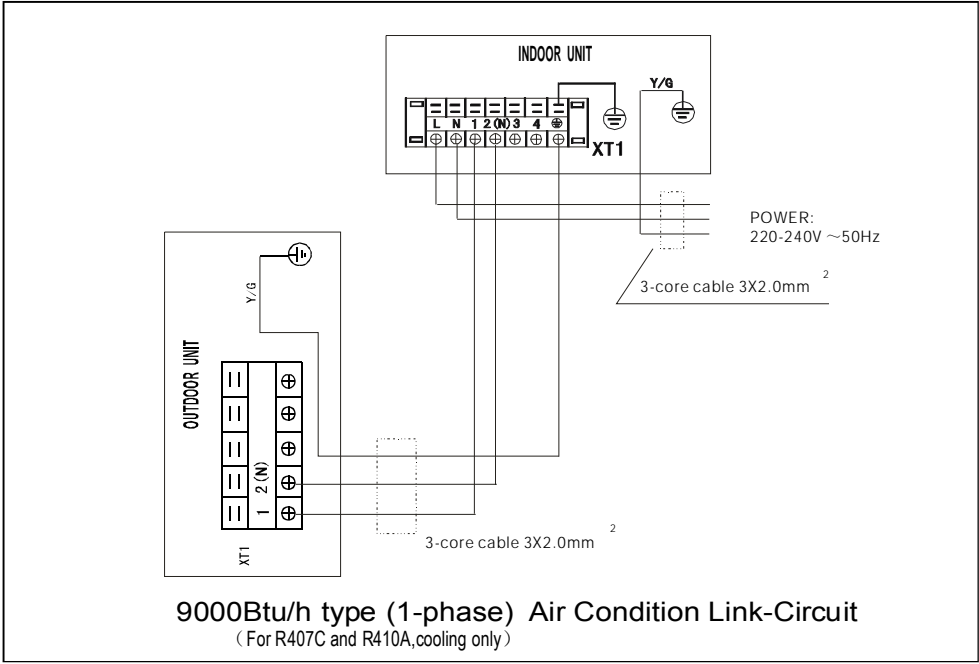 INDOOR UNIT
Y/G
L N 1 2(N) 3 4
XT1
POWER:
220-240V ～50Hz
3-core cable 3X2.0mm 2
Y/G
OUTDOOR UNIT
1 2(N)
XT1
3-core cable 3X2.0mm 2
9000Btu/h type (1-phase) Air Condition Link-Circuit
（For R407C and R410A,cooling only）